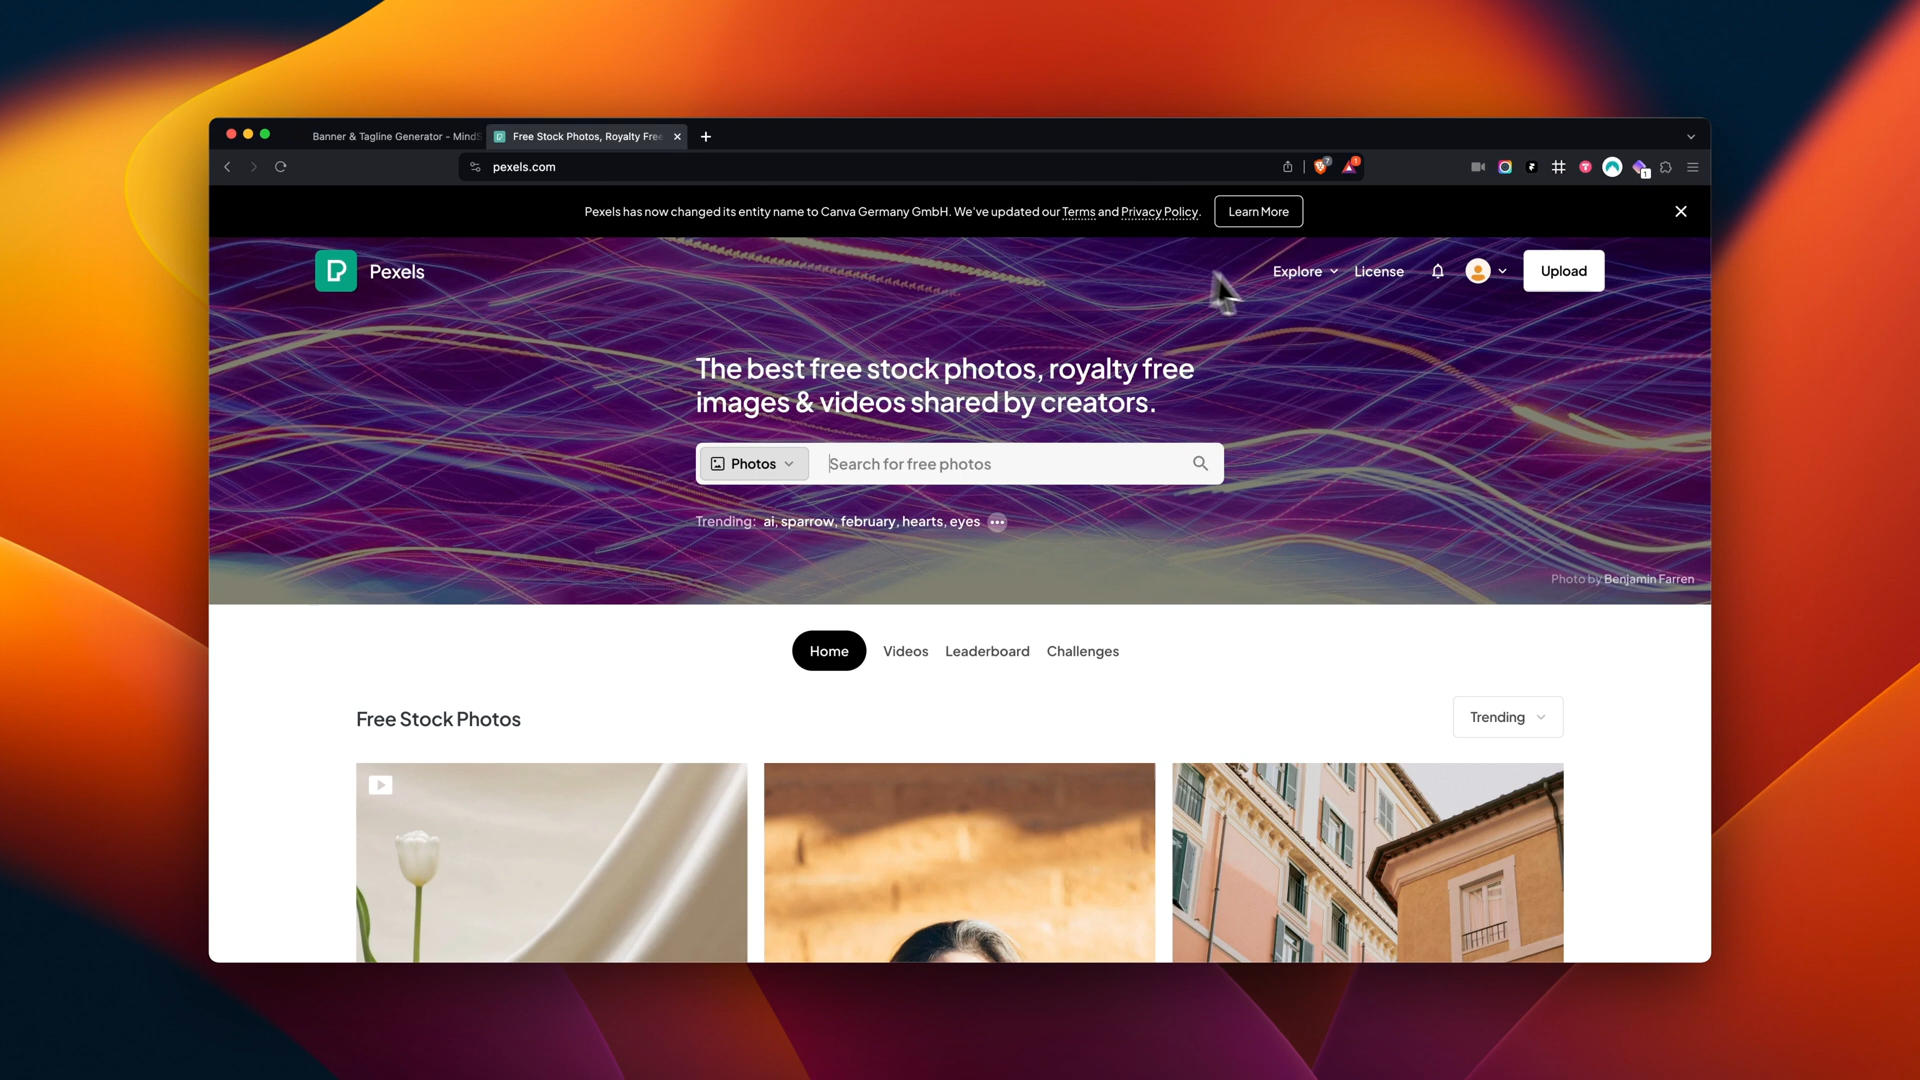 Banner & Tagline Generator - MindS
Free Stock Photos, Royalty Free
pexels.com
7
1
1
Pexels has now changed its entity name to Canva Germany GmbH. We've updated our Terms and Privacy Policy.
Learn More
Pexels
Explore
License
Upload
The best free stock photos, royalty free
images & videos shared by creators.
Photos
Search for free photos
Trending: ai, sparrow, february, hearts, eyes
Photo by Benjamin Farren
Home
Videos
Leaderboard
Challenges
Free Stock Photos
Trending